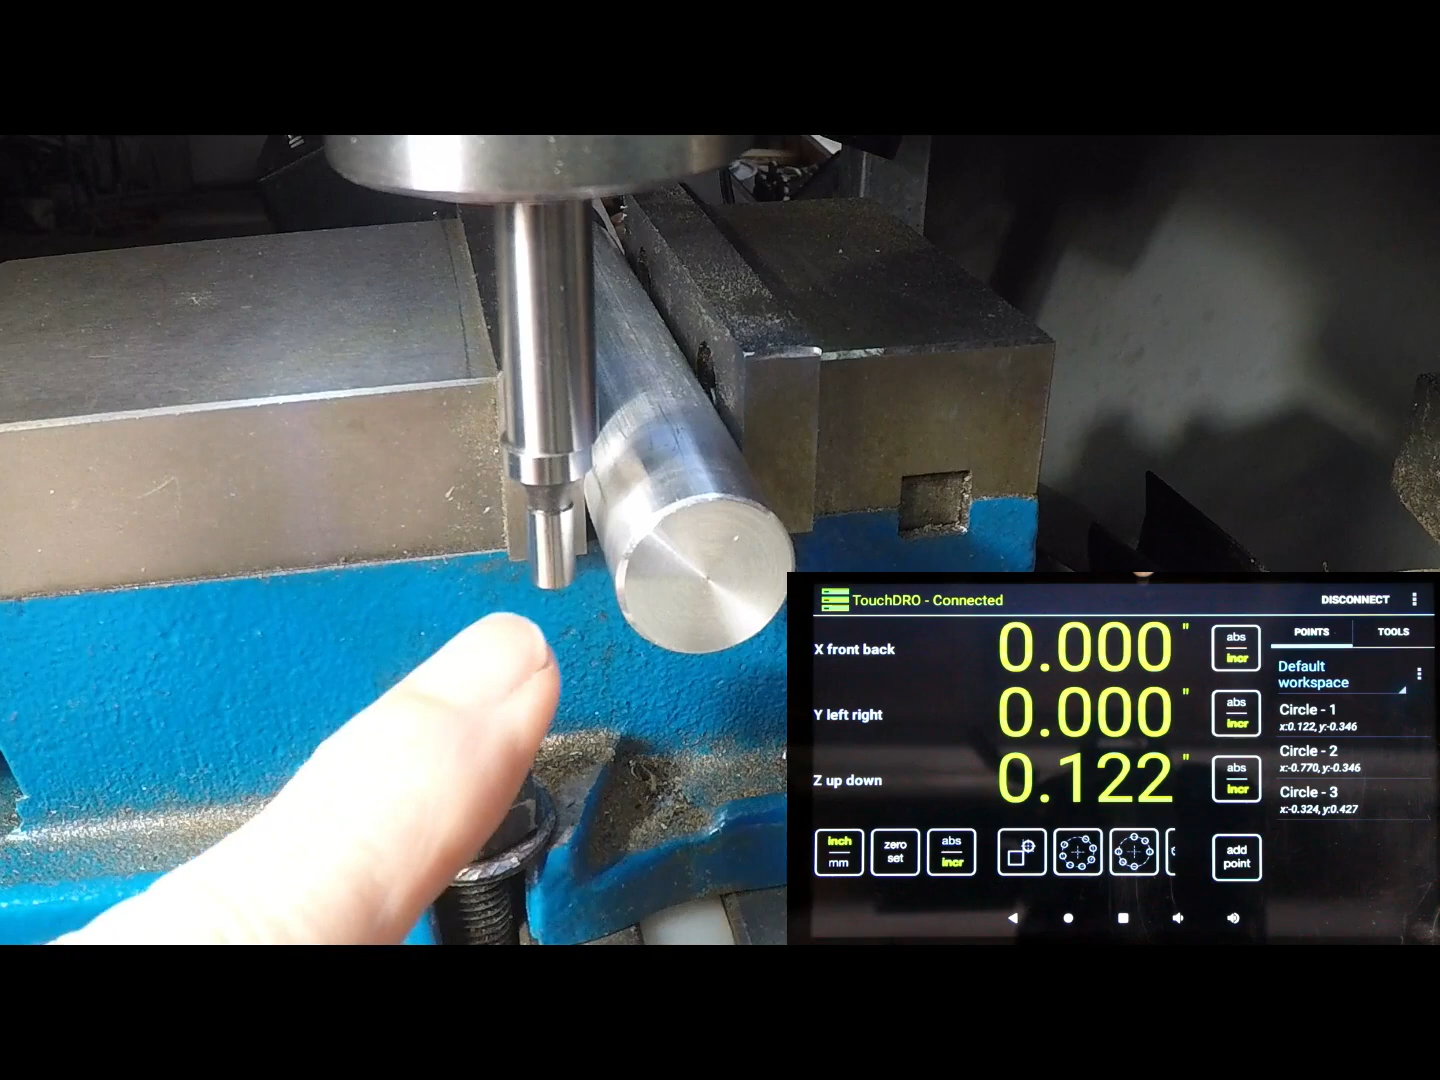 TouchDRO - Connected
DISCONNECT
X front back
0.000"
abs
incr
POINTS
TOOLS
Default
workspace
Y left right
0.000"
abs
incr
Circle - 1
x:0.122, y:-0.346
Circle - 2
x:-0.770, y:-0.346
Z up down
0.122"
abs
incr
Circle - 3
x:-0.324, y:0.427
inch
mm
zero
set
abs
incr
add
point